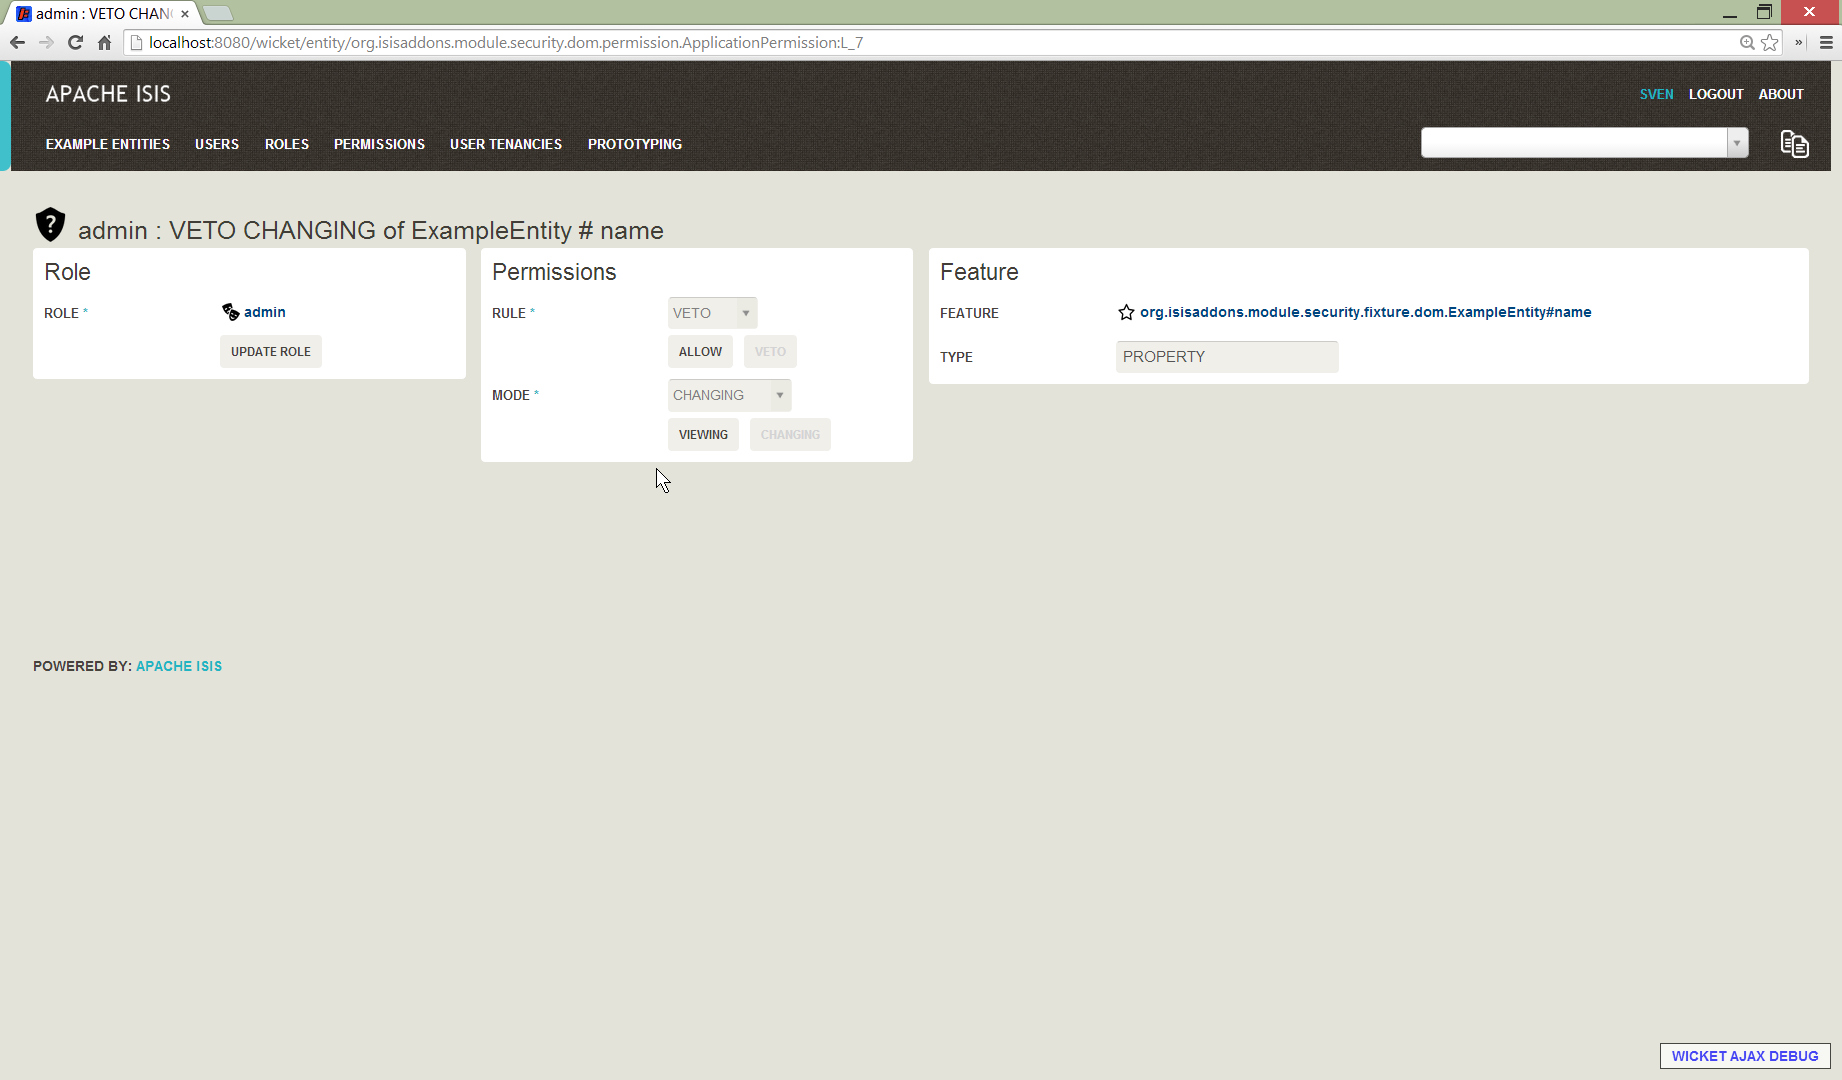 admin : VETO CHAN
localhost:8080/wicket/entity/org.isisaddons.module.security.dom.permission.ApplicationPermission:L_7
APACHE ISIS
SVEN LOGOUT ABOUT
EXAMPLE ENTITIES USERS ROLES PERMISSIONS USER TENANCIES PROTOTYPING
admin : VETO CHANGING of ExampleEntity # name
Role
ROLE *
admin
UPDATE ROLE
Permissions
RULE *
VETO
ALLOW VETO
MODE *
CHANGING
VIEWING CHANGING
Feature
FEATURE
org.isisaddons.module.security.fixture.dom.ExampleEntity#name
TYPE
PROPERTY
POWERED BY: APACHE ISIS
WICKET AJAX DEBUG